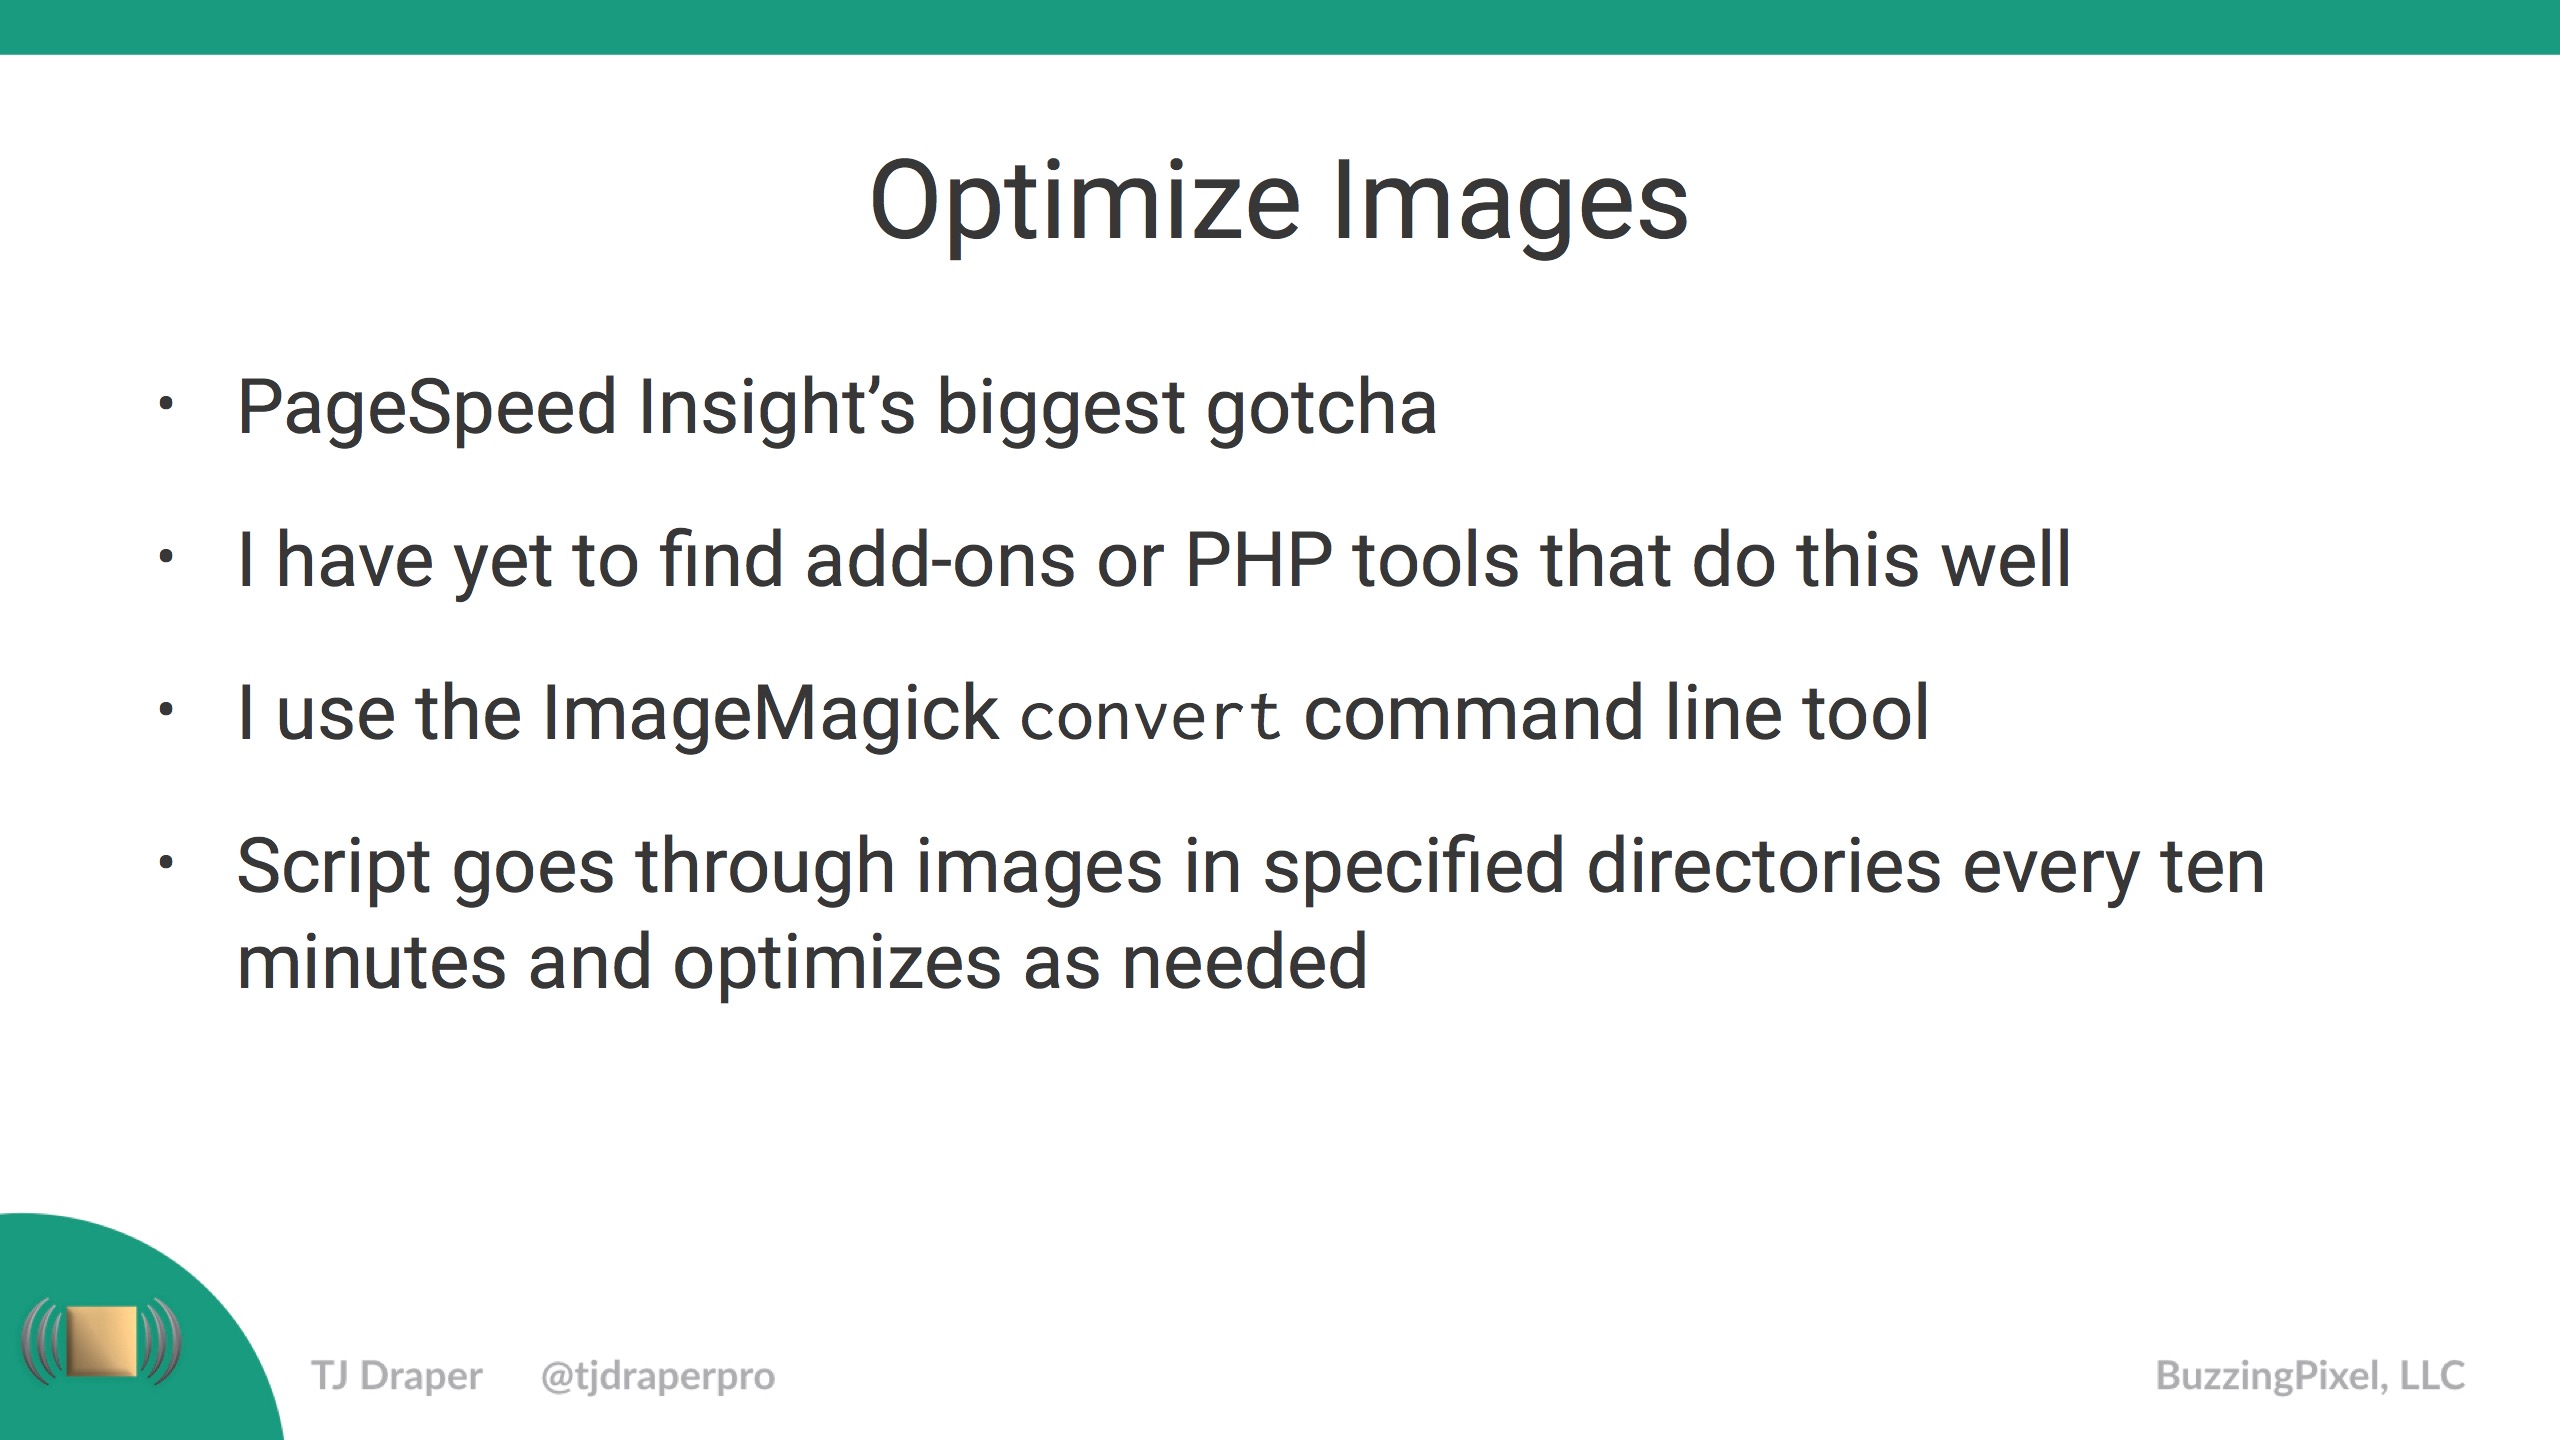 Optimize Images
• PageSpeed Insight’s biggest gotcha
• I have yet to find add-ons or PHP tools that do this well
• I use the ImageMagick convert command line tool
• Script goes through images in specified directories every ten
minutes and optimizes as needed
TJ Draper @tjdraperpro BuzzingPixel, LLC